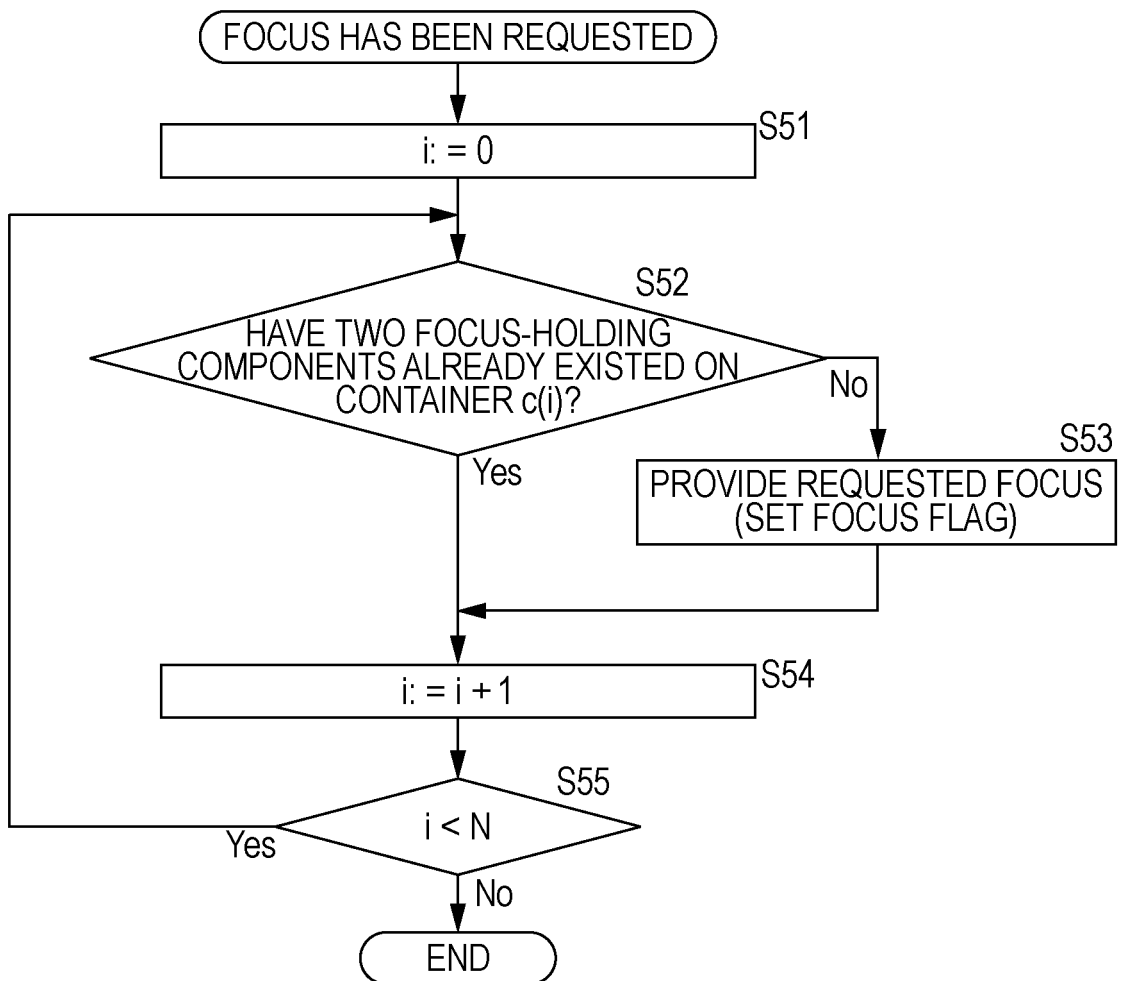 FOCUS HAS BEEN REQUESTED
S51
i: = 0
S52
HAVE TWO FOCUS-HOLDING
COMPONENTS ALREADY EXISTED ON
CONTAINER c(i)?
No
Yes
S53
PROVIDE REQUESTED FOCUS
(SET FOCUS FLAG)
S54
i: = i + 1
S55
i < N
Yes
No
END